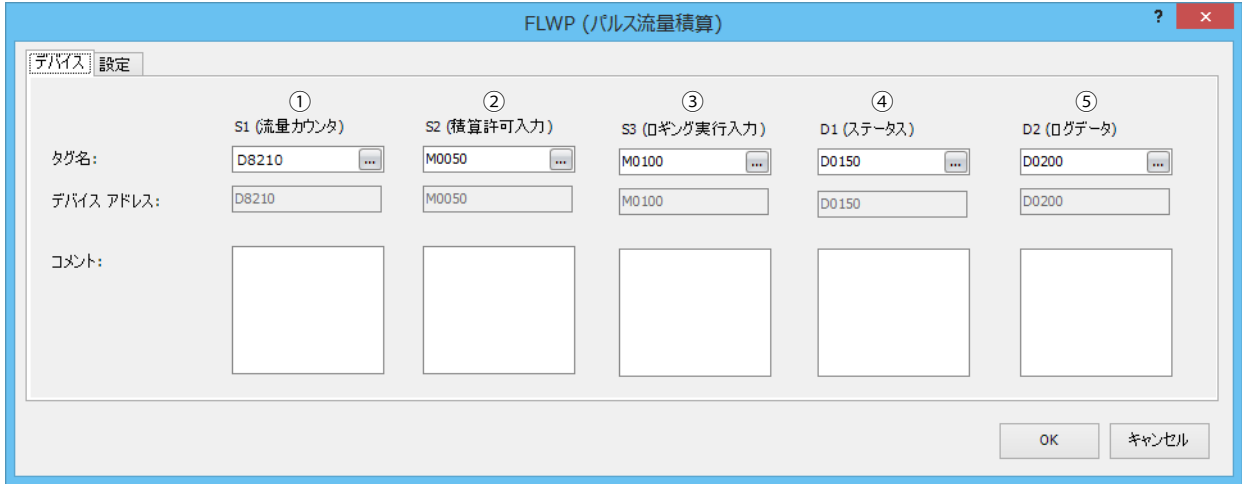 FLWP (パルス流量積算)
? ×
デバイス 設定
① ② ③ ④ ⑤
S1 (流量カウンタ) S2 (積算許可入力) S3 (ロギング実行入力) D1 (ステータス) D2 (ログデータ)
タグ名: D8210 ... M0050 ... M0100 ... D0150 ... D0200 ...
デバイス アドレス: D8210 M0050 M0100 D0150 D0200
コメント:
OK キャンセル